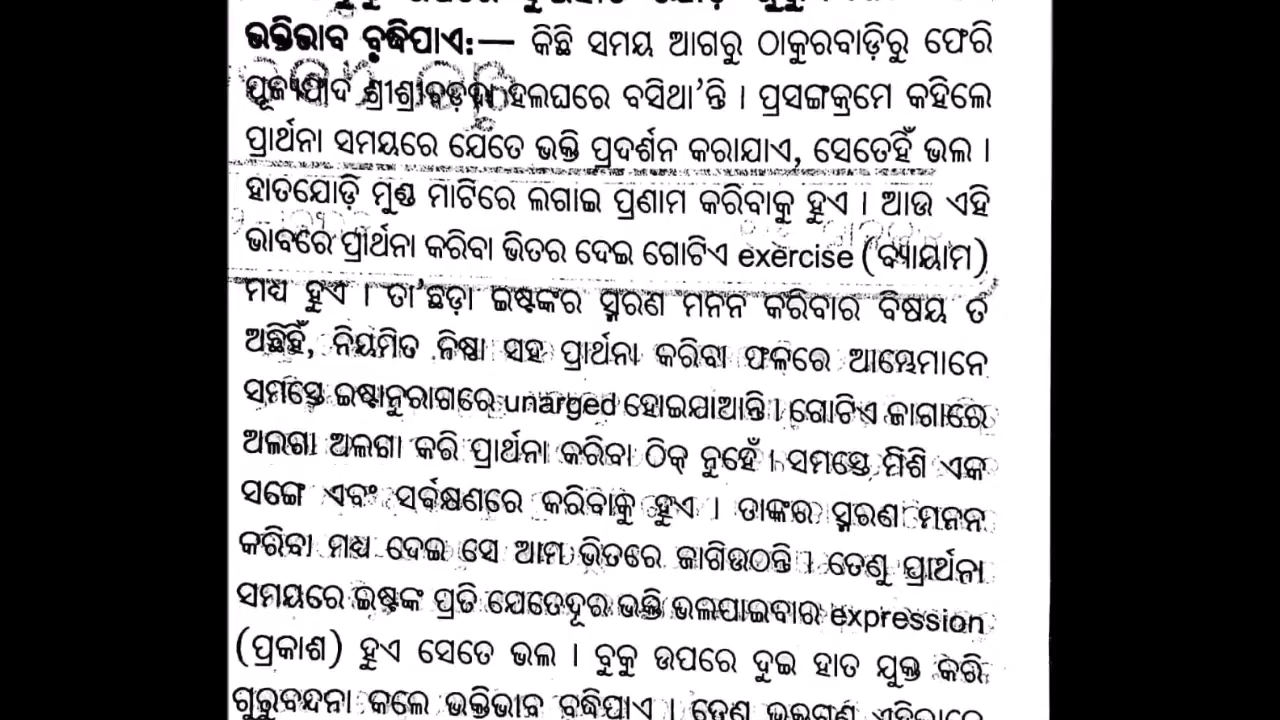 ଭକ୍ତିଭାବ ବୃଦ୍ଧିପାଏ:— କିଛି ସମୟ ଆଗରୁ ଠାକୁରବାଡ଼ିରୁ ଫେରି
ପୂଜ୍ୟପାଦ ଶ୍ରୀଶ୍ରୀବଡ଼ଦା ହଲଘରେ ବସିଥା’ନ୍ତି । ପ୍ରସଙ୍ଗକ୍ରମେ କହିଲେ
ପ୍ରାର୍ଥନା ସମୟରେ ଯେତେ ଭକ୍ତି ପ୍ରଦର୍ଶନ କରାଯାଏ, ସେତେହିଁ ଭଲ ।
ହାତଯୋଡ଼ି ମୁଣ୍ଡ ମାଟିରେ ଲଗାଇ ପ୍ରଣାମ କରିବାକୁ ହୁଏ । ଆଉ ଏହି
ଭାବରେ ପ୍ରାର୍ଥନା କରିବା ଭିତର ଦେଇ ଗୋଟିଏ exercise (ବ୍ୟାୟାମ)
ମଧ୍ୟ ହୁଏ । ତା’ଛଡ଼ା ଇଷ୍ଟଙ୍କର ସ୍ମରଣ ମନନ କରିବାର ବିଷୟ ତ
ଅଛିହିଁ, ନିୟମିତ ନିଷ୍ଠା ସହ ପ୍ରାର୍ଥନା କରିବା ଫଳରେ ଆମ୍ଭେମାନେ
ସମସ୍ତେ ଇଷ୍ଟାନୁରାଗରେ unarged ହୋଇଯାଆନ୍ତି । ଗୋଟିଏ ଜାଗାରେ
ଅଲଗା ଅଲଗା କରି ପ୍ରାର୍ଥନା କରିବା ଠିକ୍ ନୁହେଁ । ସମସ୍ତେ ମିଶି ଏକ
ସଙ୍ଗେ ଏବଂ ସର୍ବକ୍ଷଣରେ କରିବାକୁ ହୁଏ । ତାଙ୍କର ସ୍ମରଣ ମନନ
କରିବା ମଧ୍ୟ ଦେଇ ସେ ଆମ ଭିତରେ ଜାଗିଉଠନ୍ତି । ତେଣୁ ପ୍ରାର୍ଥନା
ସମୟରେ ଇଷ୍ଟଙ୍କ ପ୍ରତି ଯେତେଦୂର ଭକ୍ତି ଭଲପାଇବାର expression
(ପ୍ରକାଶ) ହୁଏ ସେତେ ଭଲ । ବୁକୁ ଉପରେ ଦୁଇ ହାତ ଯୁକ୍ତ କରି
ଗୁରୁବନ୍ଦନା କଲେ ଭକ୍ତିଭାବ ବୃଦ୍ଧିପାଏ । ତେଣୁ